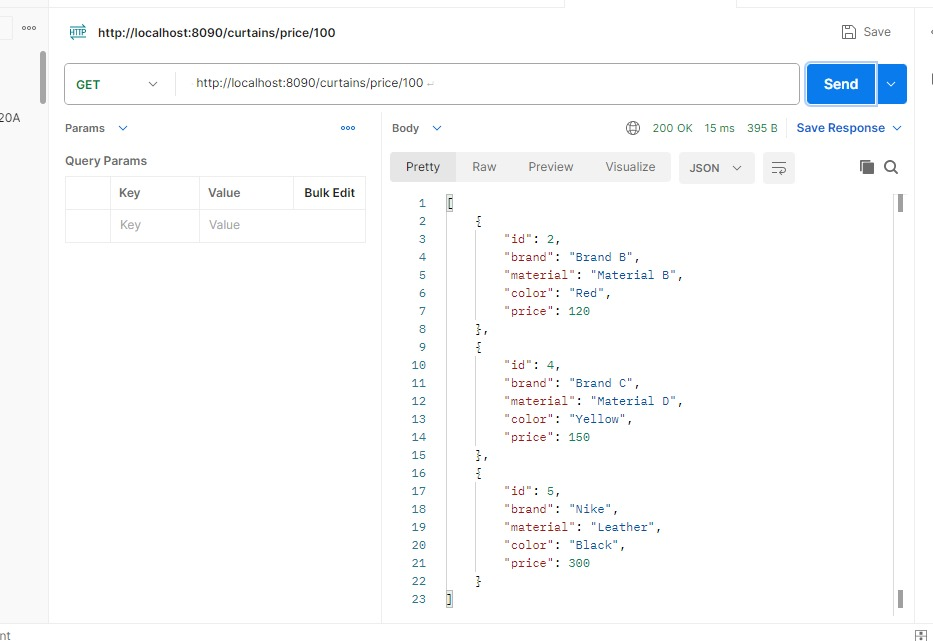 HTTP http://localhost:8090/curtains/price/100 Save
GET http://localhost:8090/curtains/price/100 Send
20A
Params Body 200 OK 15 ms 395 B Save Response
Query Params
Pretty Raw Preview Visualize JSON
Key Value Bulk Edit
Key Value
1 [
2 {
3 "id": 2,
4 "brand": "Brand B",
5 "material": "Material B",
6 "color": "Red",
7 "price": 120
8 },
9 {
10 "id": 4,
11 "brand": "Brand C",
12 "material": "Material D",
13 "color": "Yellow",
14 "price": 150
15 },
16 {
17 "id": 5,
18 "brand": "Nike",
19 "material": "Leather",
20 "color": "Black",
21 "price": 300
22 }
23 ]
nt